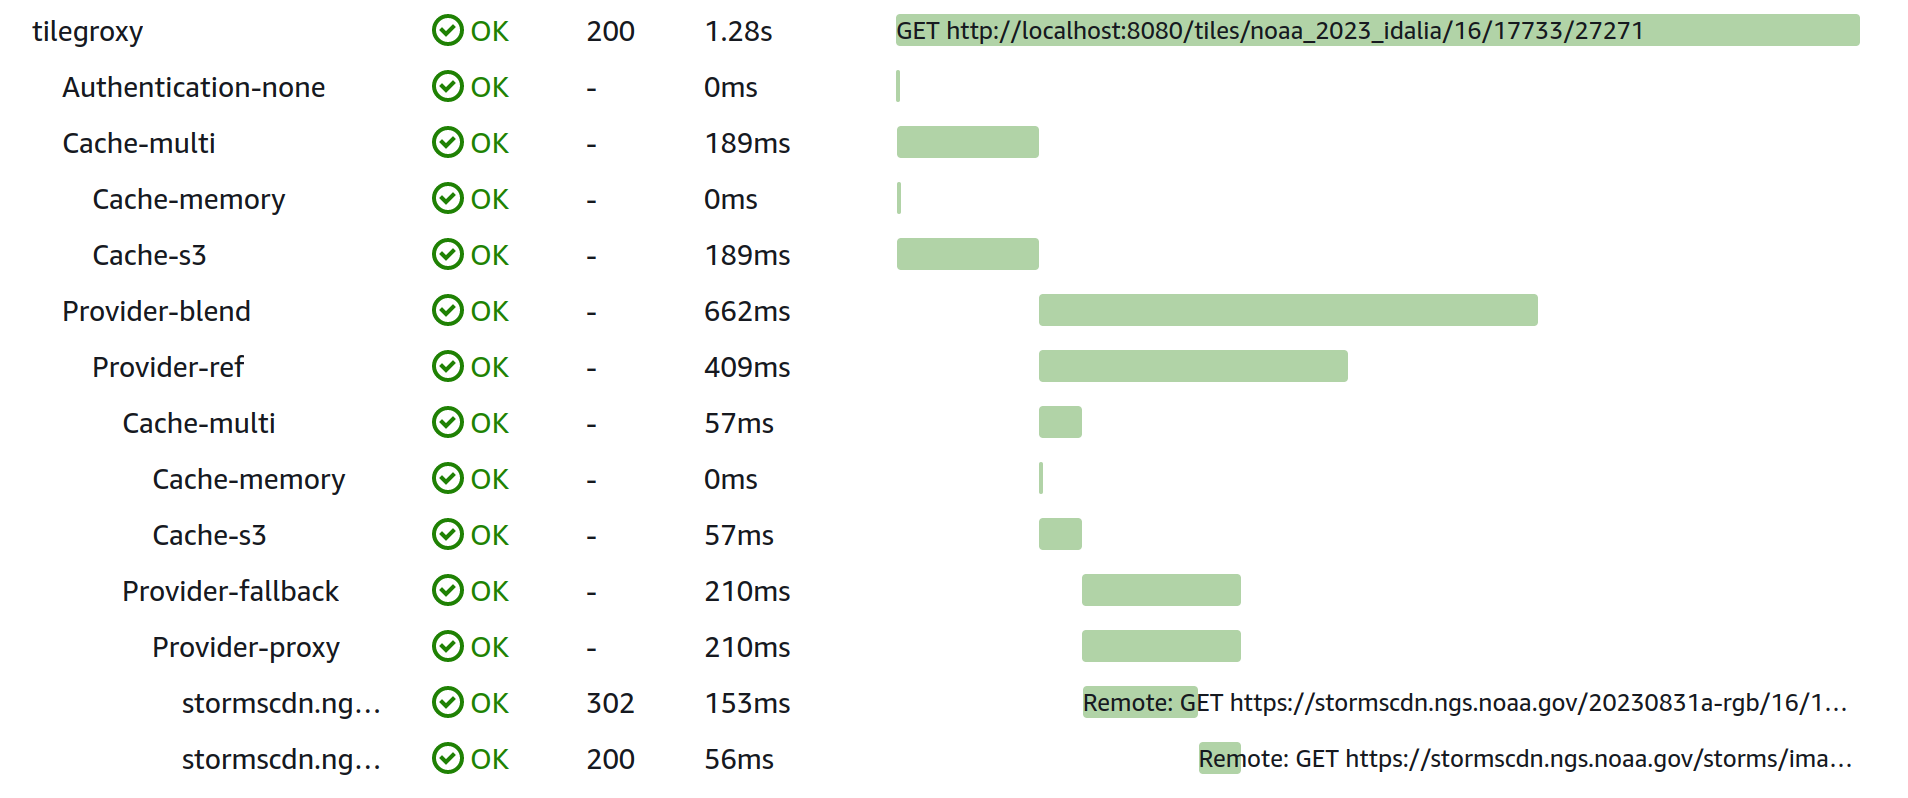 tilegroxy OK 200 1.28s GET http://localhost:8080/tiles/noaa_2023_idalia/16/17733/27271
Authentication-none OK - 0ms
Cache-multi OK - 189ms
Cache-memory OK - 0ms
Cache-s3 OK - 189ms
Provider-blend OK - 662ms
Provider-ref OK - 409ms
Cache-multi OK - 57ms
Cache-memory OK - 0ms
Cache-s3 OK - 57ms
Provider-fallback OK - 210ms
Provider-proxy OK - 210ms
stormscdn.ng... OK 302 153ms Remote: GET https://stormscdn.ngs.noaa.gov/20230831a-rgb/16/1...
stormscdn.ng... OK 200 56ms Remote: GET https://stormscdn.ngs.noaa.gov/storms/ima...